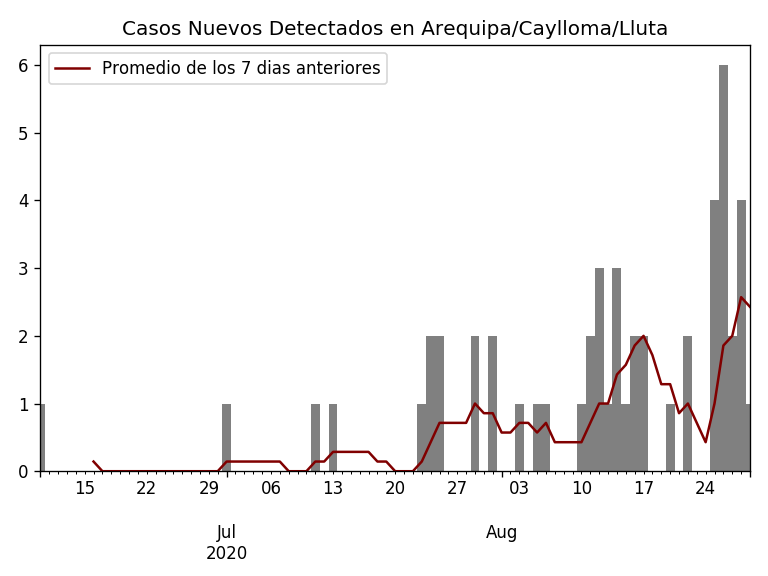 Casos Nuevos Detectados en Arequipa/Caylloma/Lluta
Promedio de los 7 dias anteriores
6
5
4
3
2
1
0
15 22 29 06 13 20 27 03 10 17 24
Jul Aug
2020